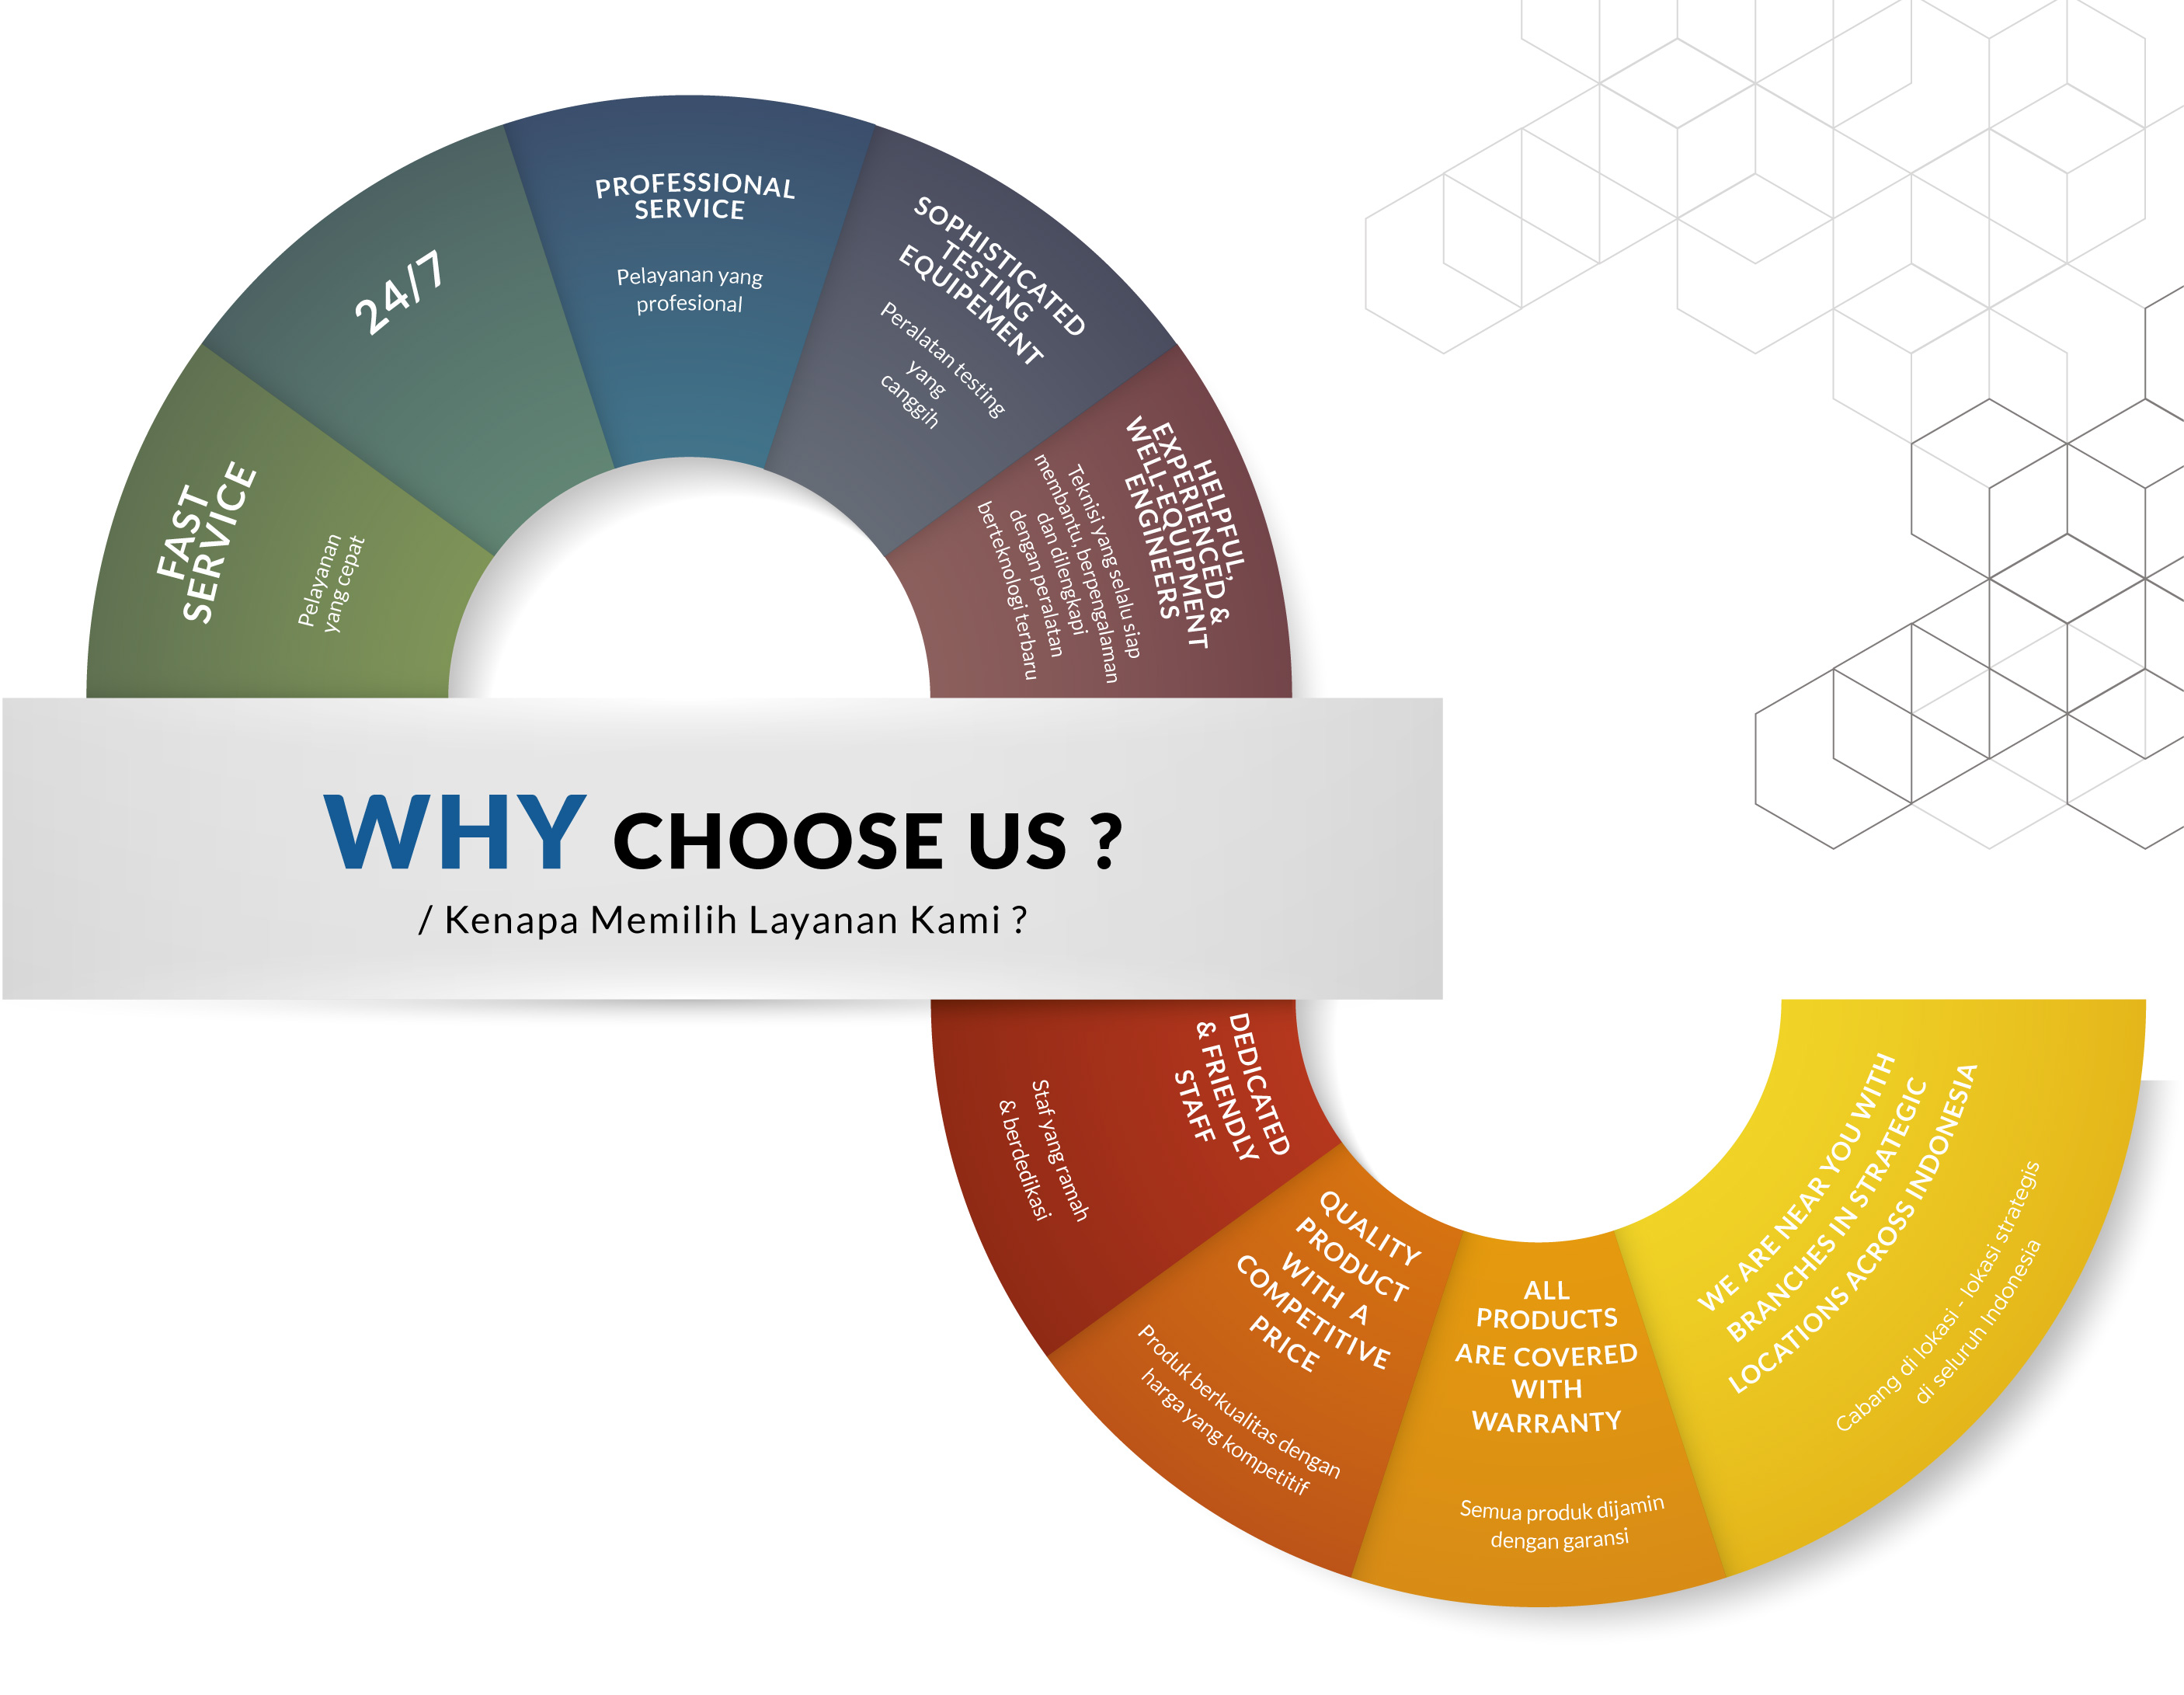 FAST
SERVICE
Pelayanan
yang cepat
24/7
PROFESSIONAL
SERVICE
Pelayanan yang
profesional
SOPHISTICATED
TESTING
EQUIPEMENT
Peralatan testing
yang
canggih
HELPFUL,
EXPERIENCED &
WELL-EQUIPMENT
ENGINEERS
Teknisi yang selalu siap
membantu, berpengalaman
dan dilengkapi
dengan peralatan
berteknologi terbaru
WHY CHOOSE US ?
/ Kenapa Memilih Layanan Kami ?
DEDICATED
& FRIENDLY
STAFF
Staf yang ramah
& berdedikasi
QUALITY
PRODUCT
WITH A
COMPETITIVE
PRICE
Produk berkualitas dengan
harga yang kompetitif
ALL
PRODUCTS
ARE COVERED
WITH
WARRANTY
Semua produk dijamin
dengan garansi
WE ARE NEAR YOU WITH
BRANCHES IN STRATEGIC
LOCATIONS ACROSS INDONESIA
Cabang di lokasi - lokasi strategis
di seluruh Indonesia